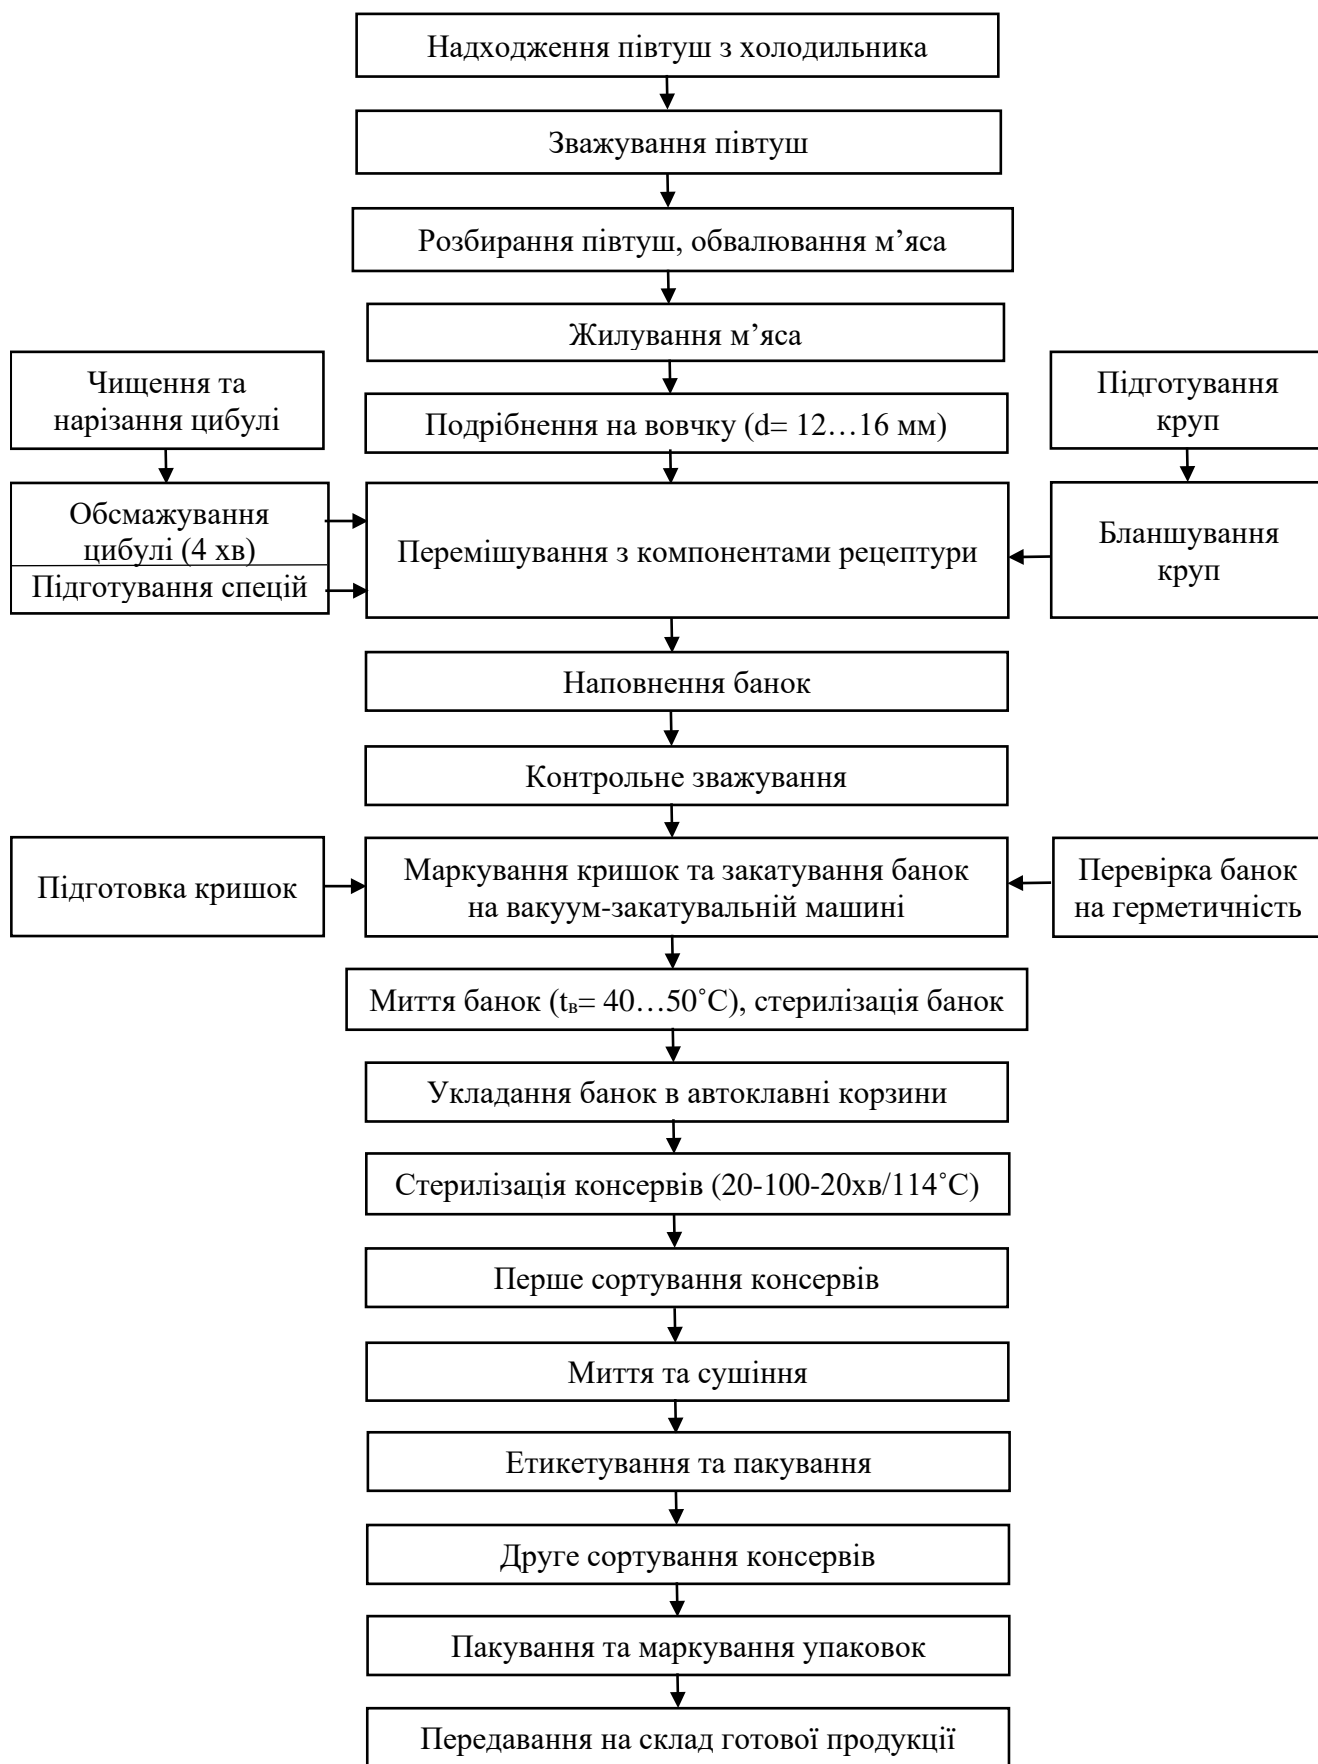 Надходження півтуш з холодильника
Зважування півтуш
Розбирання півтуш, обвалювання м’яса
Жилування м’яса
Чищення та
нарізання цибулі
Подрібнення на вовчку (d= 12…16 мм)
Підготування
круп
Обсмажування
цибулі (4 хв)
Підготування спецій
Перемішування з компонентами рецептури
Бланшування
круп
Наповнення банок
Контрольне зважування
Підготовка кришок
Маркування кришок та закатування банок
на вакуум-закатувальній машині
Перевірка банок
на герметичність
Миття банок (tв= 40…50˚С), стерилізація банок
Укладання банок в автоклавні корзини
Стерилізація консервів (20-100-20хв/114˚С)
Перше сортування консервів
Миття та сушіння
Етикетування та пакування
Друге сортування консервів
Пакування та маркування упаковок
Передавання на склад готової продукції